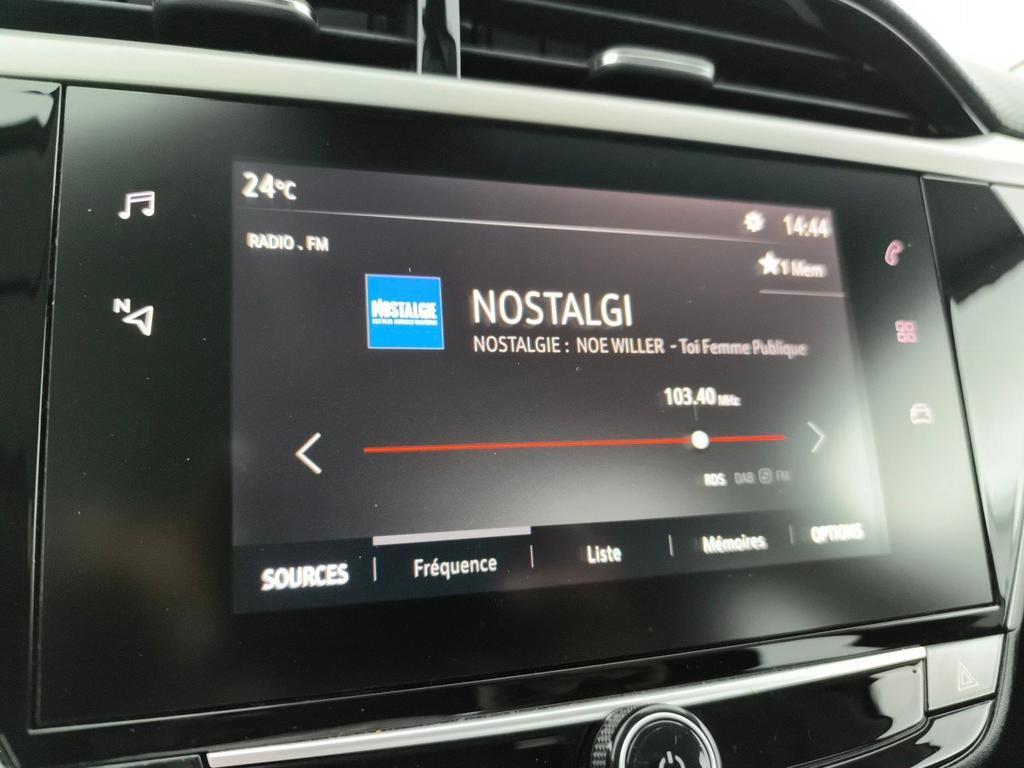 24°C
14:44
RADIO . FM
1 Mem
NOSTALGIE
NOSTALGI
NOSTALGIE : NOE WILLER - Toi Femme Publique
N
103.40 MHz
RDS DAB FM
SOURCES Fréquence Liste Mémoires OPTIONS